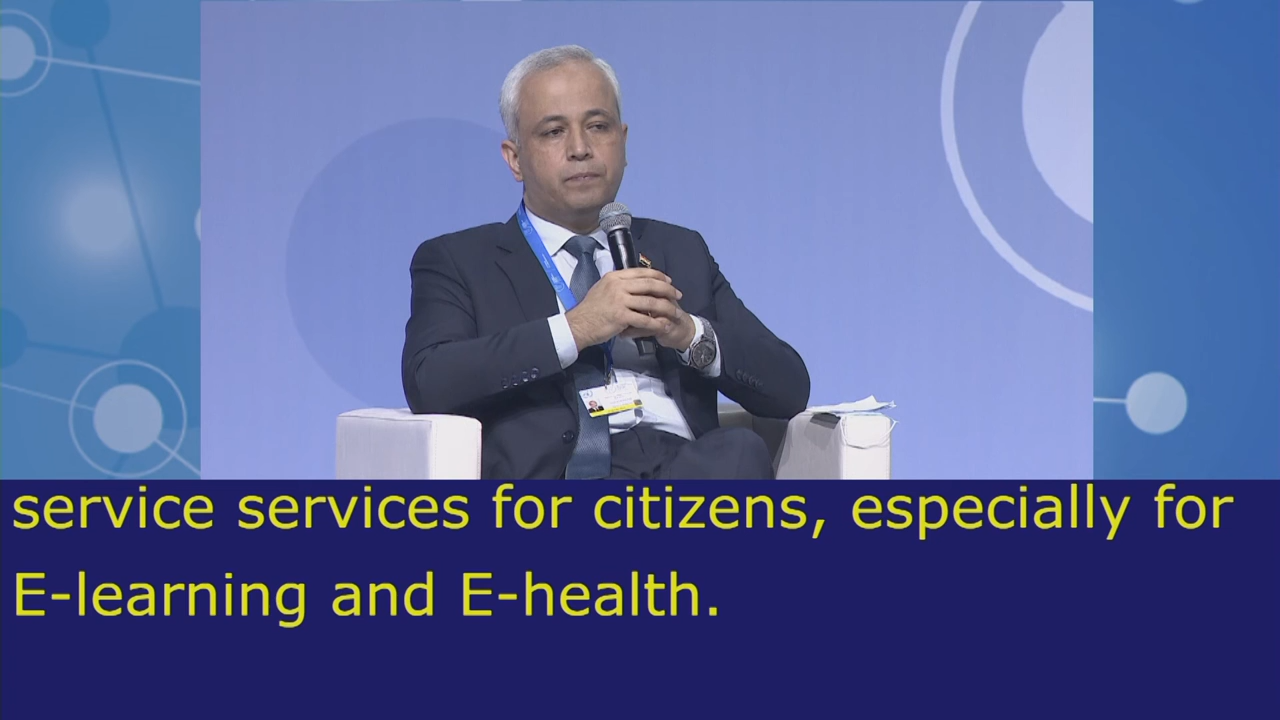 service services for citizens, especially for
E-learning and E-health.